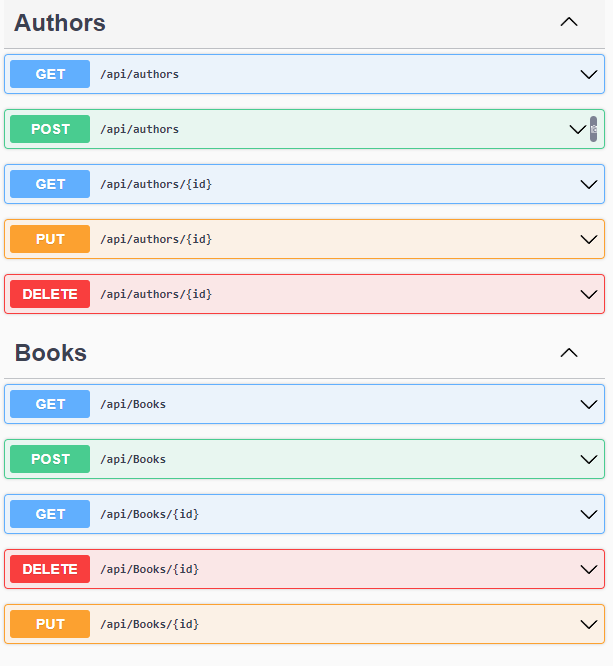 Authors
GET /api/authors
POST /api/authors
GET /api/authors/{id}
PUT /api/authors/{id}
DELETE /api/authors/{id}
Books
GET /api/Books
POST /api/Books
GET /api/Books/{id}
DELETE /api/Books/{id}
PUT /api/Books/{id}